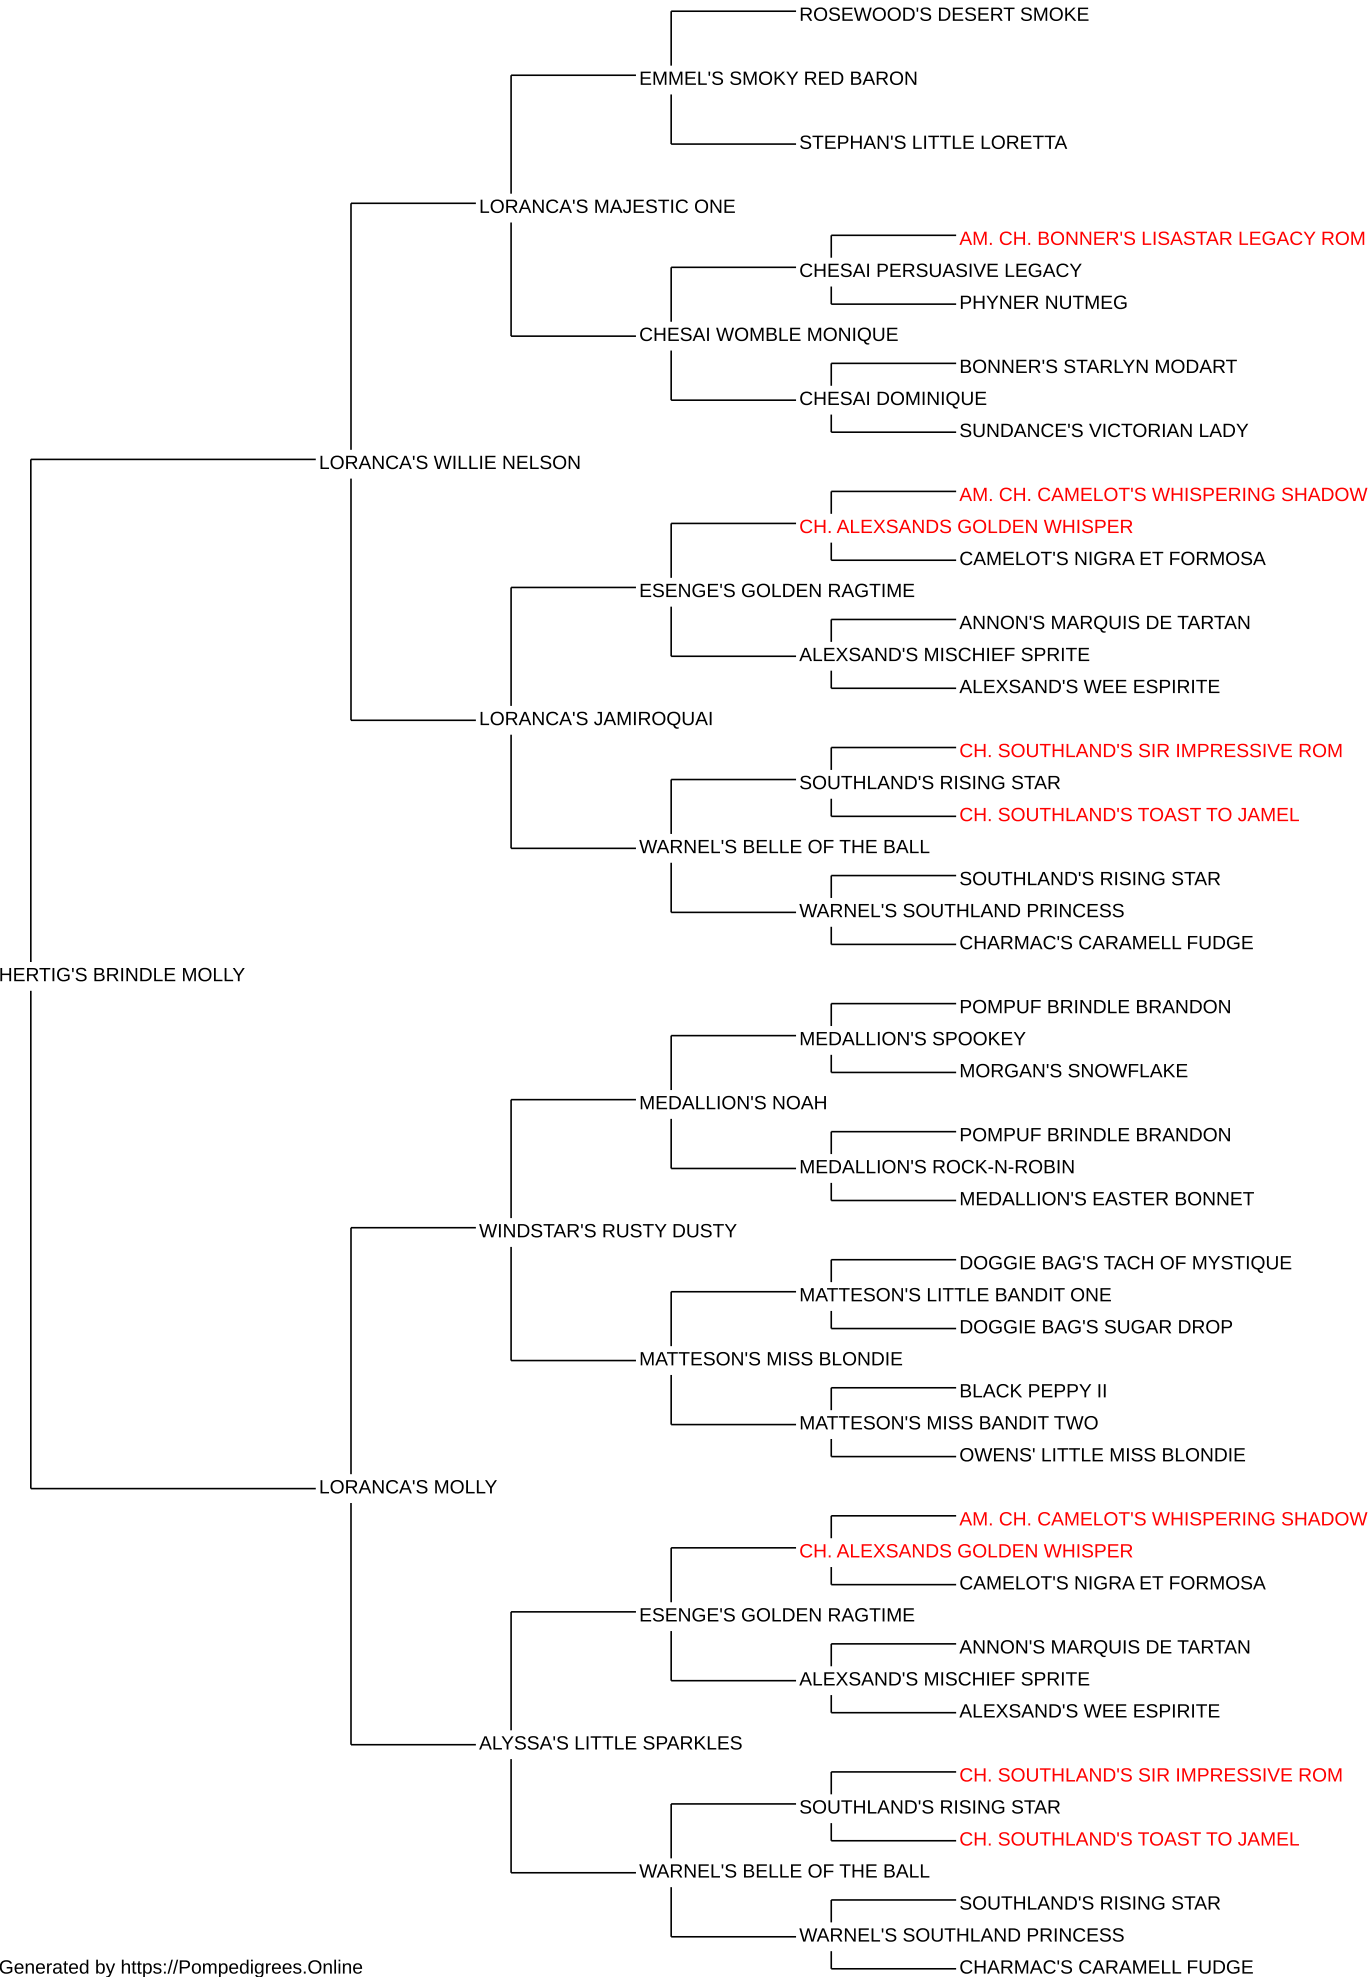 ROSEWOOD'S DESERT SMOKE
EMMEL'S SMOKY RED BARON
STEPHAN'S LITTLE LORETTA
LORANCA'S MAJESTIC ONE
AM. CH. BONNER'S LISASTAR LEGACY ROM
CHESAI PERSUASIVE LEGACY
PHYNER NUTMEG
CHESAI WOMBLE MONIQUE
BONNER'S STARLYN MODART
CHESAI DOMINIQUE
SUNDANCE'S VICTORIAN LADY
LORANCA'S WILLIE NELSON
AM. CH. CAMELOT'S WHISPERING SHADOW
CH. ALEXSANDS GOLDEN WHISPER
CAMELOT'S NIGRA ET FORMOSA
ESENGE'S GOLDEN RAGTIME
ANNON'S MARQUIS DE TARTAN
ALEXSAND'S MISCHIEF SPRITE
ALEXSAND'S WEE ESPIRITE
LORANCA'S JAMIROQUAI
CH. SOUTHLAND'S SIR IMPRESSIVE ROM
SOUTHLAND'S RISING STAR
CH. SOUTHLAND'S TOAST TO JAMEL
WARNEL'S BELLE OF THE BALL
SOUTHLAND'S RISING STAR
WARNEL'S SOUTHLAND PRINCESS
CHARMAC'S CARAMELL FUDGE
HERTIG'S BRINDLE MOLLY
POMPUF BRINDLE BRANDON
MEDALLION'S SPOOKEY
MORGAN'S SNOWFLAKE
MEDALLION'S NOAH
POMPUF BRINDLE BRANDON
MEDALLION'S ROCK-N-ROBIN
MEDALLION'S EASTER BONNET
WINDSTAR'S RUSTY DUSTY
DOGGIE BAG'S TACH OF MYSTIQUE
MATTESON'S LITTLE BANDIT ONE
DOGGIE BAG'S SUGAR DROP
MATTESON'S MISS BLONDIE
BLACK PEPPY II
MATTESON'S MISS BANDIT TWO
OWENS' LITTLE MISS BLONDIE
LORANCA'S MOLLY
AM. CH. CAMELOT'S WHISPERING SHADOW
CH. ALEXSANDS GOLDEN WHISPER
CAMELOT'S NIGRA ET FORMOSA
ESENGE'S GOLDEN RAGTIME
ANNON'S MARQUIS DE TARTAN
ALEXSAND'S MISCHIEF SPRITE
ALEXSAND'S WEE ESPIRITE
ALYSSA'S LITTLE SPARKLES
CH. SOUTHLAND'S SIR IMPRESSIVE ROM
SOUTHLAND'S RISING STAR
CH. SOUTHLAND'S TOAST TO JAMEL
WARNEL'S BELLE OF THE BALL
SOUTHLAND'S RISING STAR
WARNEL'S SOUTHLAND PRINCESS
CHARMAC'S CARAMELL FUDGE
Generated by https://Pompedigrees.Online